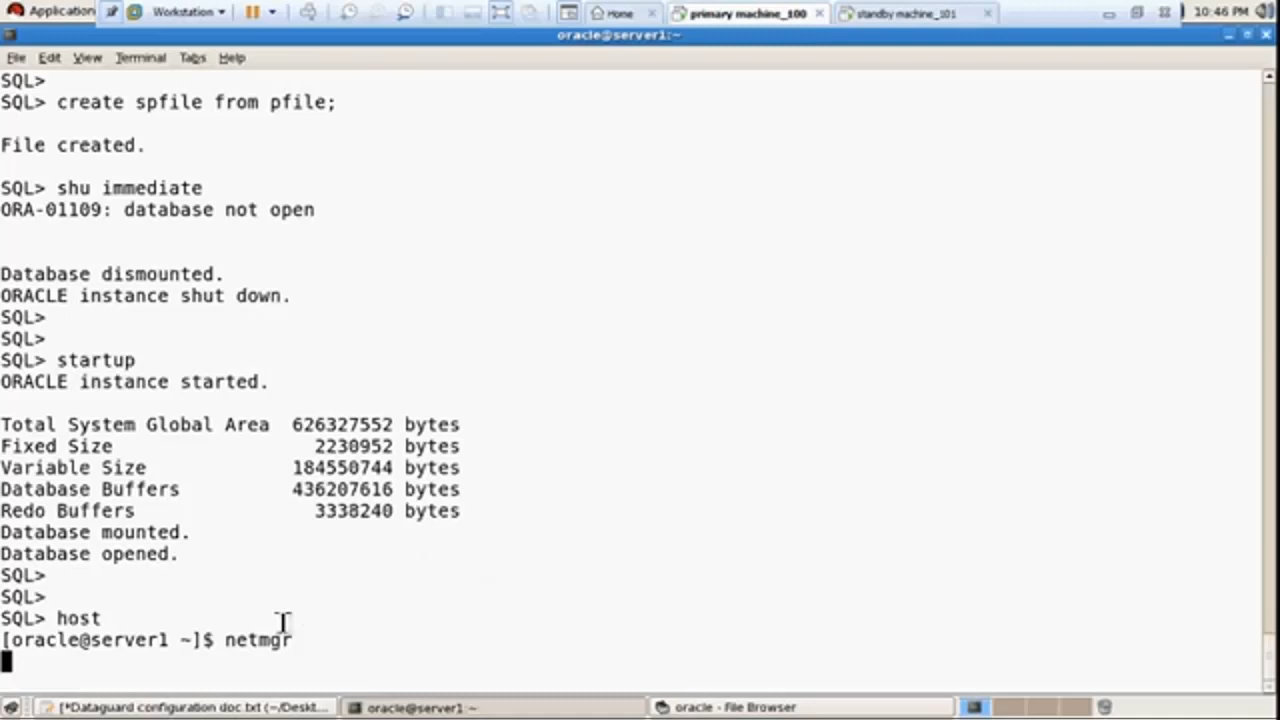 Application
Workstation
Home
primary machine_100
standby machine_101
10:46 PM
oracle@server1:~
File Edit View Terminal Tabs Help
SQL>
SQL> create spfile from pfile;
File created.
SQL> shu immediate
ORA-01109: database not open
Database dismounted.
ORACLE instance shut down.
SQL>
SQL>
SQL> startup
ORACLE instance started.
Total System Global Area 626327552 bytes
Fixed Size 2230952 bytes
Variable Size 184550744 bytes
Database Buffers 436207616 bytes
Redo Buffers 3338240 bytes
Database mounted.
Database opened.
SQL>
SQL>
SQL> host
[oracle@server1 ~]$ netmgr
[*Dataguard configuration doc.txt (~/Deskt...
oracle@server1:~
oracle - File Browser